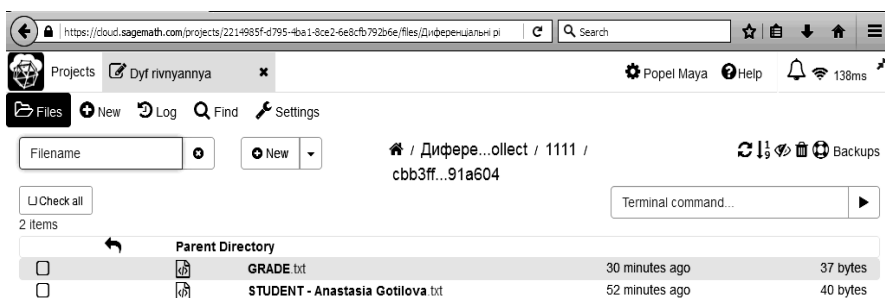 https://cloud.sagemath.com/projects/2214985f-d795-4ba1-8ce2-6e8cfb792b6e/files/Диференціальні рі Search
Projects Dyf rivnyannya Popel Maya Help 138ms
Files New Log Find Settings
Filename New / Дифере...ollect / 1111 / Backups
cbb3ff...91a604
Check all Terminal command...
2 items
Parent Directory
GRADE.txt 30 minutes ago 37 bytes
STUDENT - Anastasia Gotilova.txt 52 minutes ago 40 bytes